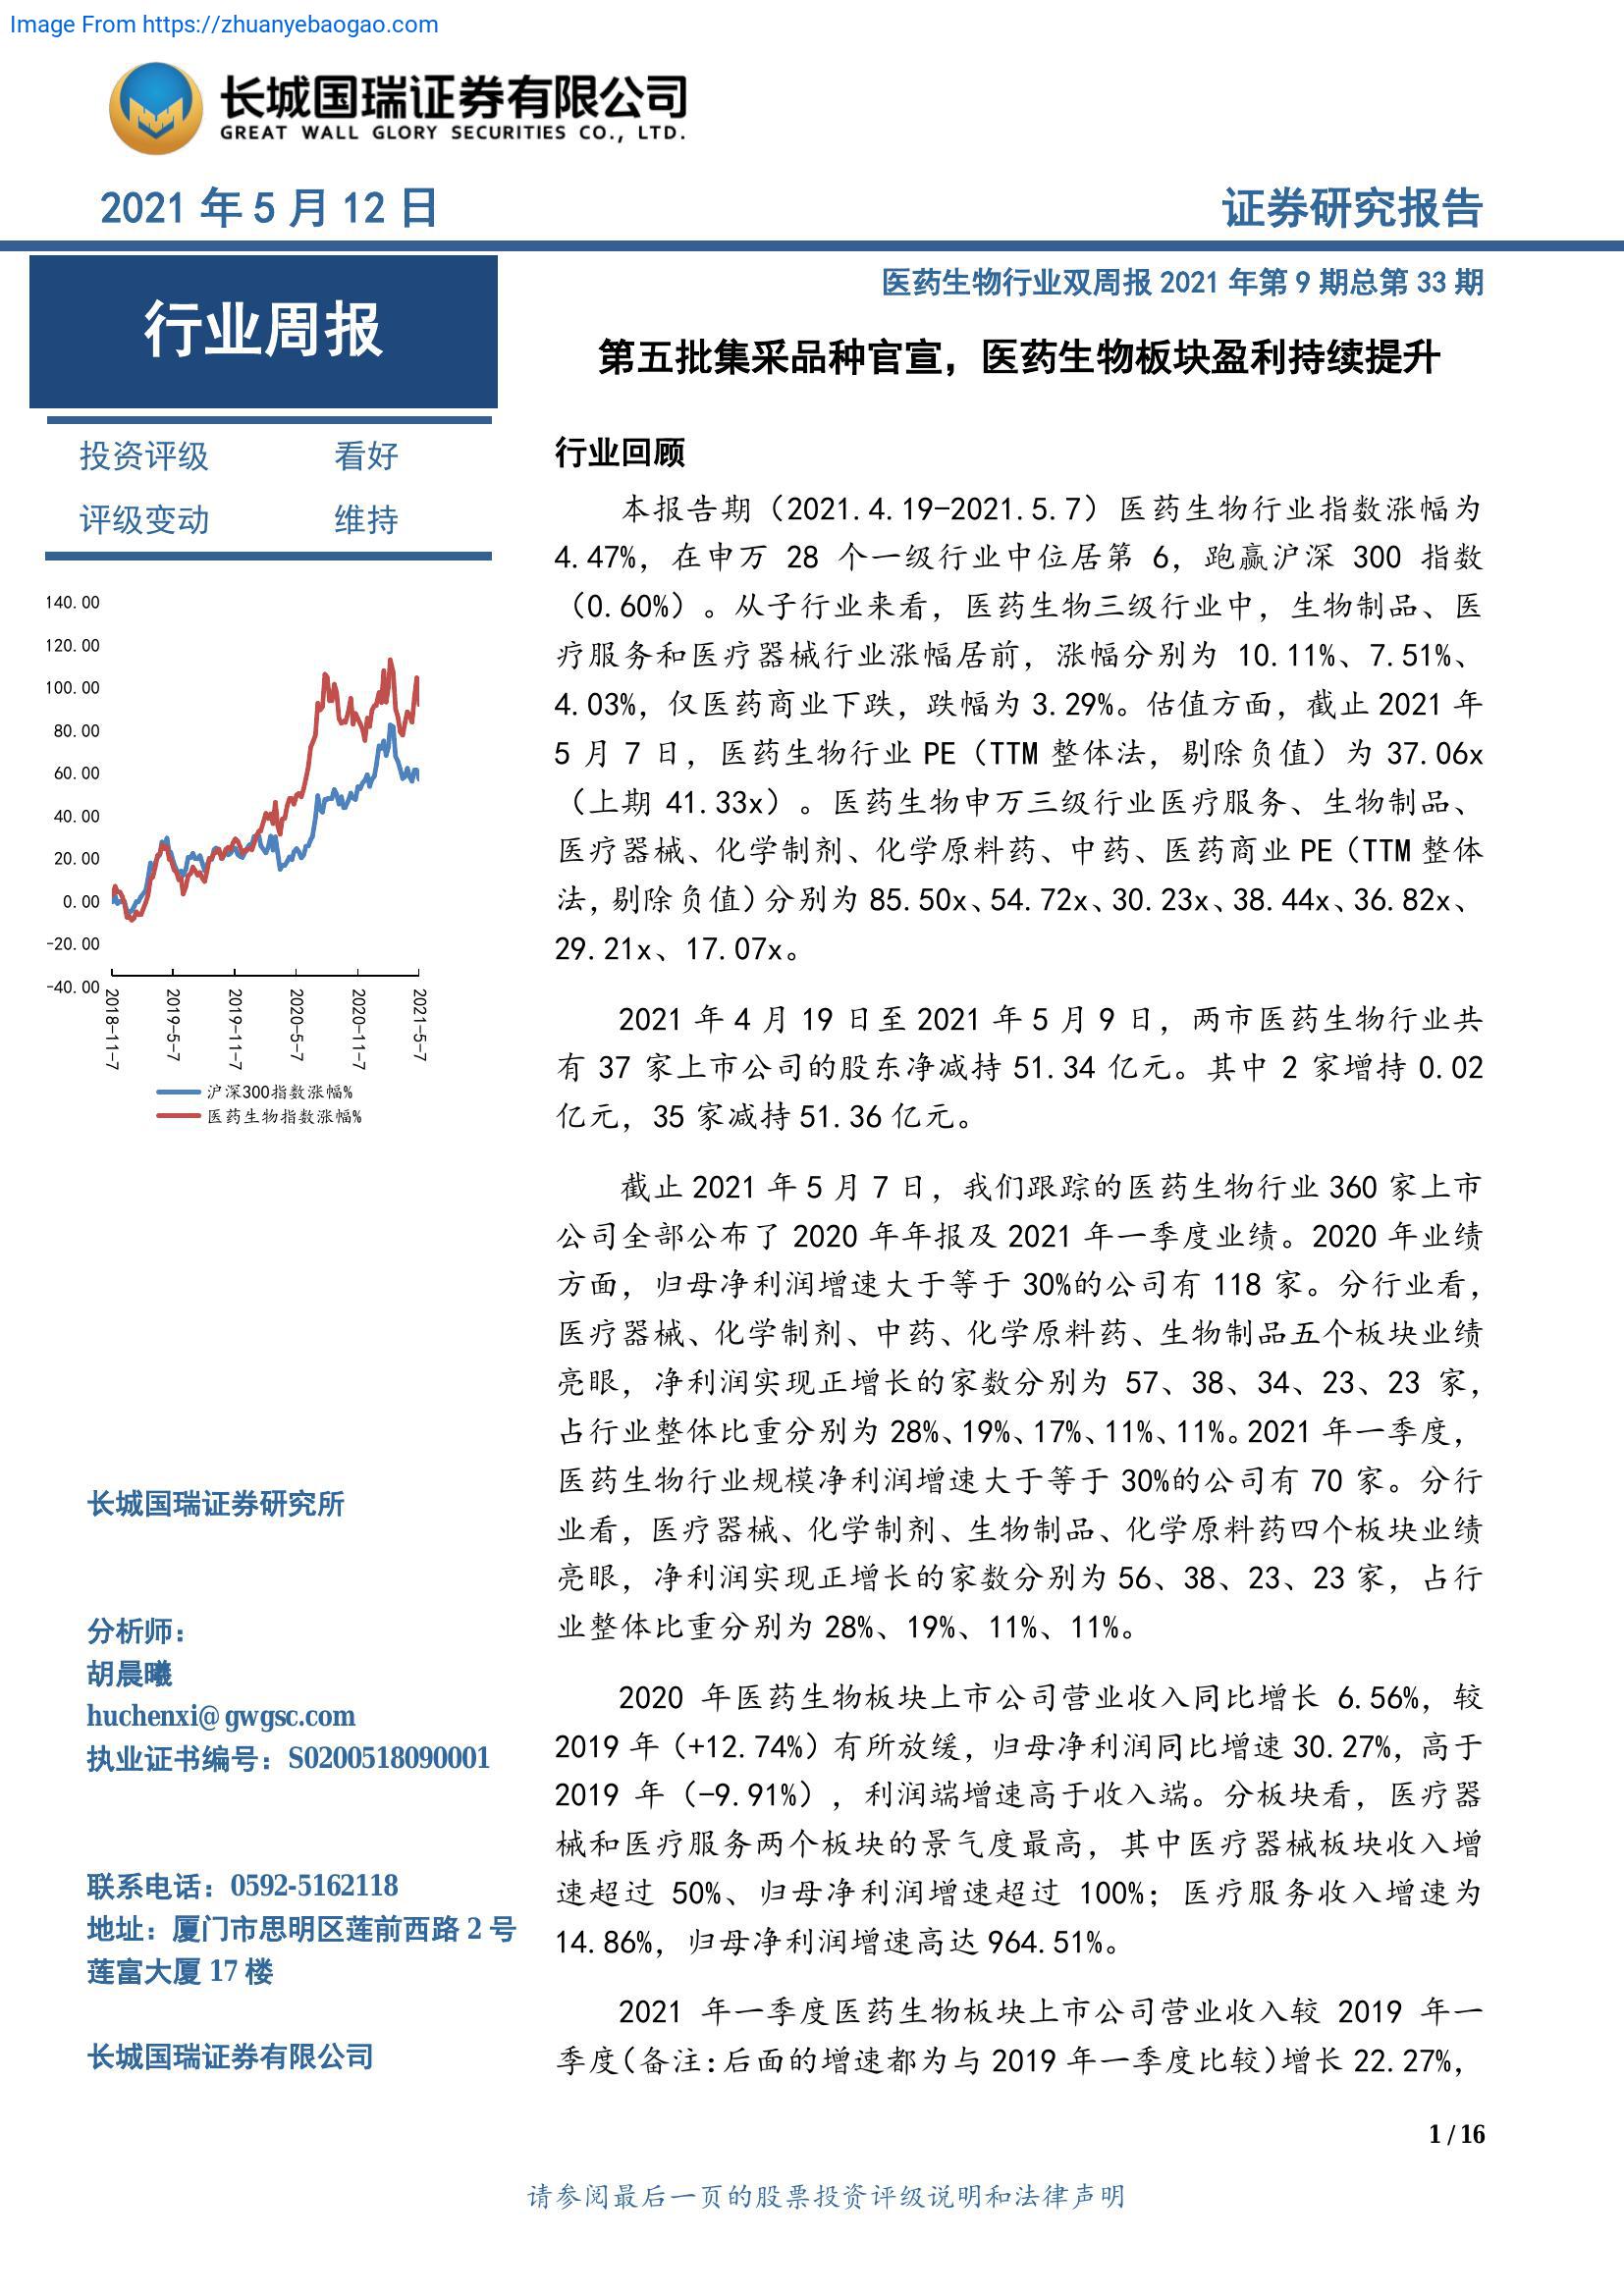 Image From https://zhuanyebaogao.com
长城国瑞证券有限公司
GREAT WALL GLORY SECURITIES CO., LTD.
2021 年 5 月 12 日
证券研究报告
行业周报
投资评级 看好
评级变动 维持
140.00
120.00
100.00
80.00
60.00
40.00
20.00
0.00
-20.00
-40.00
2018-11-7
2019-5-7
2019-11-7
2020-5-7
2020-11-7
2021-5-7
沪深300指数涨幅%
医药生物指数涨幅%
长城国瑞证券研究所
分析师：
胡晨曦
huchenxi@gwgsc.com
执业证书编号：S0200518090001
联系电话：0592-5162118
地址：厦门市思明区莲前西路 2 号
莲富大厦 17 楼
长城国瑞证券有限公司
医药生物行业双周报 2021 年第 9 期总第 33 期
第五批集采品种官宣，医药生物板块盈利持续提升
行业回顾
本报告期（2021.4.19-2021.5.7）医药生物行业指数涨幅为
4.47%，在申万 28 个一级行业中位居第 6，跑赢沪深 300 指数
（0.60%）。从子行业来看，医药生物三级行业中，生物制品、医
疗服务和医疗器械行业涨幅居前，涨幅分别为 10.11%、7.51%、
4.03%，仅医药商业下跌，跌幅为 3.29%。估值方面，截止 2021 年
5 月 7 日，医药生物行业 PE（TTM 整体法，剔除负值）为 37.06x
（上期 41.33x）。医药生物申万三级行业医疗服务、生物制品、
医疗器械、化学制剂、化学原料药、中药、医药商业 PE（TTM 整体
法，剔除负值）分别为 85.50x、54.72x、30.23x、38.44x、36.82x、
29.21x、17.07x。
2021 年 4 月 19 日至 2021 年 5 月 9 日，两市医药生物行业共
有 37 家上市公司的股东净减持 51.34 亿元。其中 2 家增持 0.02
亿元，35 家减持 51.36 亿元。
截止 2021 年 5 月 7 日，我们跟踪的医药生物行业 360 家上市
公司全部公布了 2020 年年报及 2021 年一季度业绩。2020 年业绩
方面，归母净利润增速大于等于 30%的公司有 118 家。分行业看，
医疗器械、化学制剂、中药、化学原料药、生物制品五个板块业绩
亮眼，净利润实现正增长的家数分别为 57、38、34、23、23 家，
占行业整体比重分别为 28%、19%、17%、11%、11%。2021 年一季度，
医药生物行业规模净利润增速大于等于 30%的公司有 70 家。分行
业看，医疗器械、化学制剂、生物制品、化学原料药四个板块业绩
亮眼，净利润实现正增长的家数分别为 56、38、23、23 家，占行
业整体比重分别为 28%、19%、11%、11%。
2020 年医药生物板块上市公司营业收入同比增长 6.56%，较
2019 年（+12.74%）有所放缓，归母净利润同比增速 30.27%，高于
2019 年（-9.91%），利润端增速高于收入端。分板块看，医疗器
械和医疗服务两个板块的景气度最高，其中医疗器械板块收入增
速超过 50%、归母净利润增速超过 100%；医疗服务收入增速为
14.86%，归母净利润增速高达 964.51%。
2021 年一季度医药生物板块上市公司营业收入较 2019 年一
季度（备注：后面的增速都为与 2019 年一季度比较）增长 22.27%，
1 / 16
请参阅最后一页的股票投资评级说明和法律声明